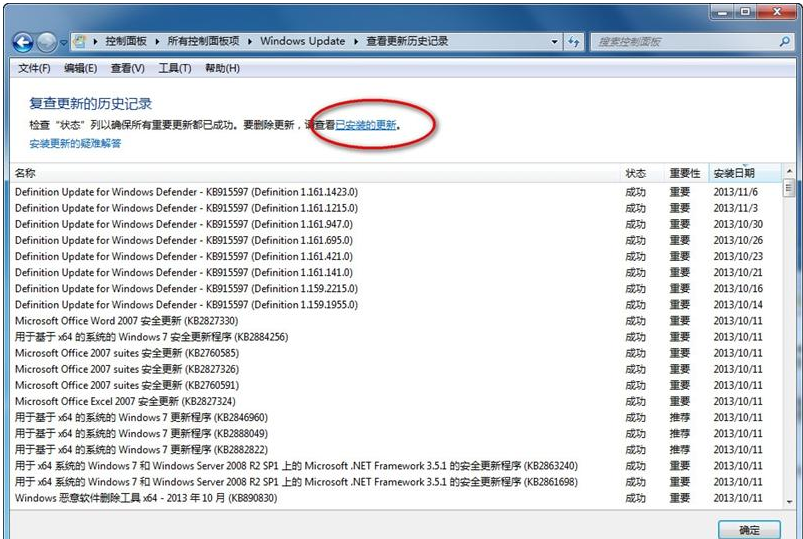 控制面板 ▸ 所有控制面板项 ▸ Windows Update ▸ 查看更新历史记录
搜索控制面板
文件(F) 编辑(E) 查看(V) 工具(T) 帮助(H)
复查更新的历史记录
检查“状态”列以确保所有重要更新都已成功。要删除更新，请查看已安装的更新。
安装更新的疑难解答
名称 状态 重要性 安装日期
Definition Update for Windows Defender - KB915597 (Definition 1.161.1423.0) 成功 重要 2013/11/6
Definition Update for Windows Defender - KB915597 (Definition 1.161.1215.0) 成功 重要 2013/11/3
Definition Update for Windows Defender - KB915597 (Definition 1.161.947.0) 成功 重要 2013/10/30
Definition Update for Windows Defender - KB915597 (Definition 1.161.695.0) 成功 重要 2013/10/26
Definition Update for Windows Defender - KB915597 (Definition 1.161.421.0) 成功 重要 2013/10/23
Definition Update for Windows Defender - KB915597 (Definition 1.161.141.0) 成功 重要 2013/10/21
Definition Update for Windows Defender - KB915597 (Definition 1.159.2215.0) 成功 重要 2013/10/16
Definition Update for Windows Defender - KB915597 (Definition 1.159.1955.0) 成功 重要 2013/10/14
Microsoft Office Word 2007 安全更新 (KB2827330) 成功 重要 2013/10/11
用于基于 x64 的系统的 Windows 7 安全更新程序 (KB2884256) 成功 重要 2013/10/11
Microsoft Office 2007 suites 安全更新 (KB2760585) 成功 重要 2013/10/11
Microsoft Office 2007 suites 安全更新 (KB2827326) 成功 重要 2013/10/11
Microsoft Office 2007 suites 安全更新 (KB2760591) 成功 重要 2013/10/11
Microsoft Office Excel 2007 安全更新 (KB2827324) 成功 重要 2013/10/11
用于基于 x64 的系统的 Windows 7 更新程序 (KB2846960) 成功 推荐 2013/10/11
用于基于 x64 的系统的 Windows 7 更新程序 (KB2888049) 成功 推荐 2013/10/11
用于基于 x64 的系统的 Windows 7 更新程序 (KB2882822) 成功 推荐 2013/10/11
用于 x64 系统的 Windows 7 和 Windows Server 2008 R2 SP1 上的 Microsoft .NET Framework 3.5.1 的安全更新程序 (KB2863240) 成功 重要 2013/10/11
用于 x64 系统的 Windows 7 和 Windows Server 2008 R2 SP1 上的 Microsoft .NET Framework 3.5.1 的安全更新程序 (KB2861698) 成功 重要 2013/10/11
Windows 恶意软件删除工具 x64 - 2013 年 10 月 (KB890830) 成功 重要 2013/10/11
确定